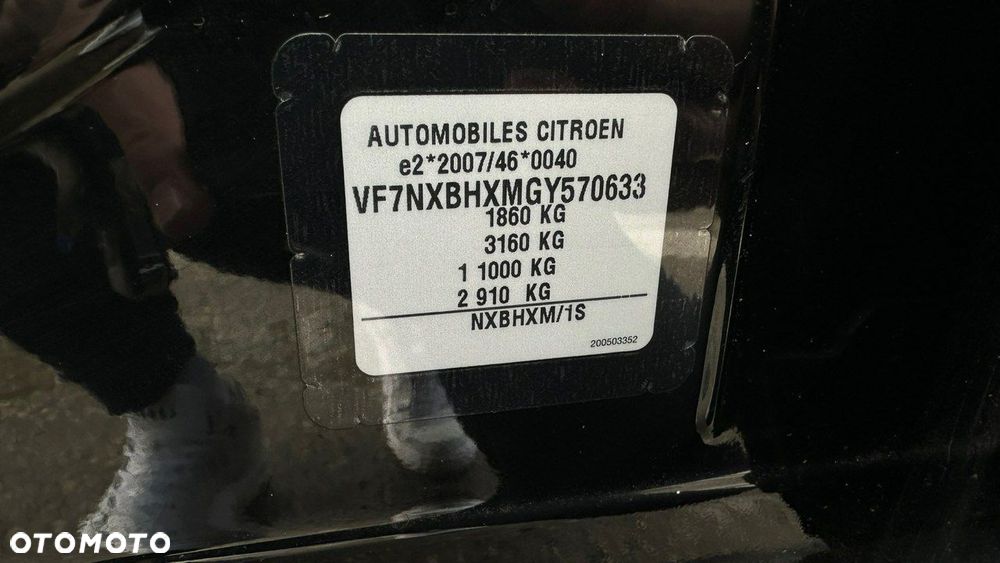 AUTOMOBILES CITROEN
e2*2007/46*0040
VF7NXBHXMGY570633
1860 KG
3160 KG
1 1000 KG
2 910 KG
NXBHXM/1S
200503352
OTOMOTO